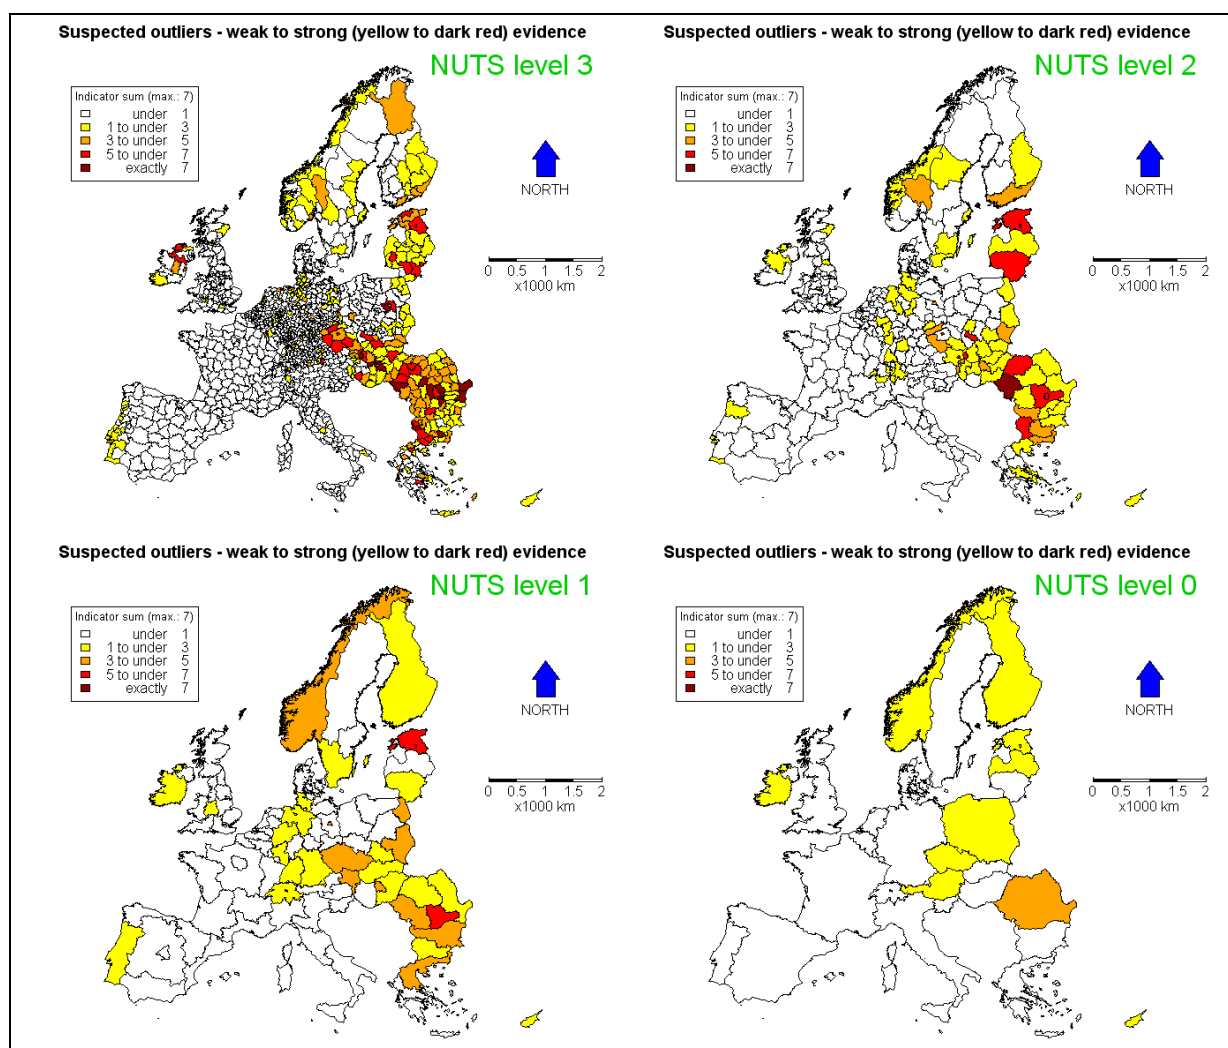 Suspected outliers - weak to strong (yellow to dark red) evidence
NUTS level 3
Indicator sum (max.: 7)
under 1
1 to under 3
3 to under 5
5 to under 7
exactly 7
NORTH
0 0.5 1 1.5 2
x1000 km
Suspected outliers - weak to strong (yellow to dark red) evidence
NUTS level 2
Indicator sum (max.: 7)
under 1
1 to under 3
3 to under 5
5 to under 7
exactly 7
NORTH
0 0.5 1 1.5 2
x1000 km
Suspected outliers - weak to strong (yellow to dark red) evidence
NUTS level 1
Indicator sum (max.: 7)
under 1
1 to under 3
3 to under 5
5 to under 7
exactly 7
NORTH
0 0.5 1 1.5 2
x1000 km
Suspected outliers - weak to strong (yellow to dark red) evidence
NUTS level 0
Indicator sum (max.: 7)
under 1
1 to under 3
3 to under 5
5 to under 7
exactly 7
NORTH
0 0.5 1 1.5 2
x1000 km